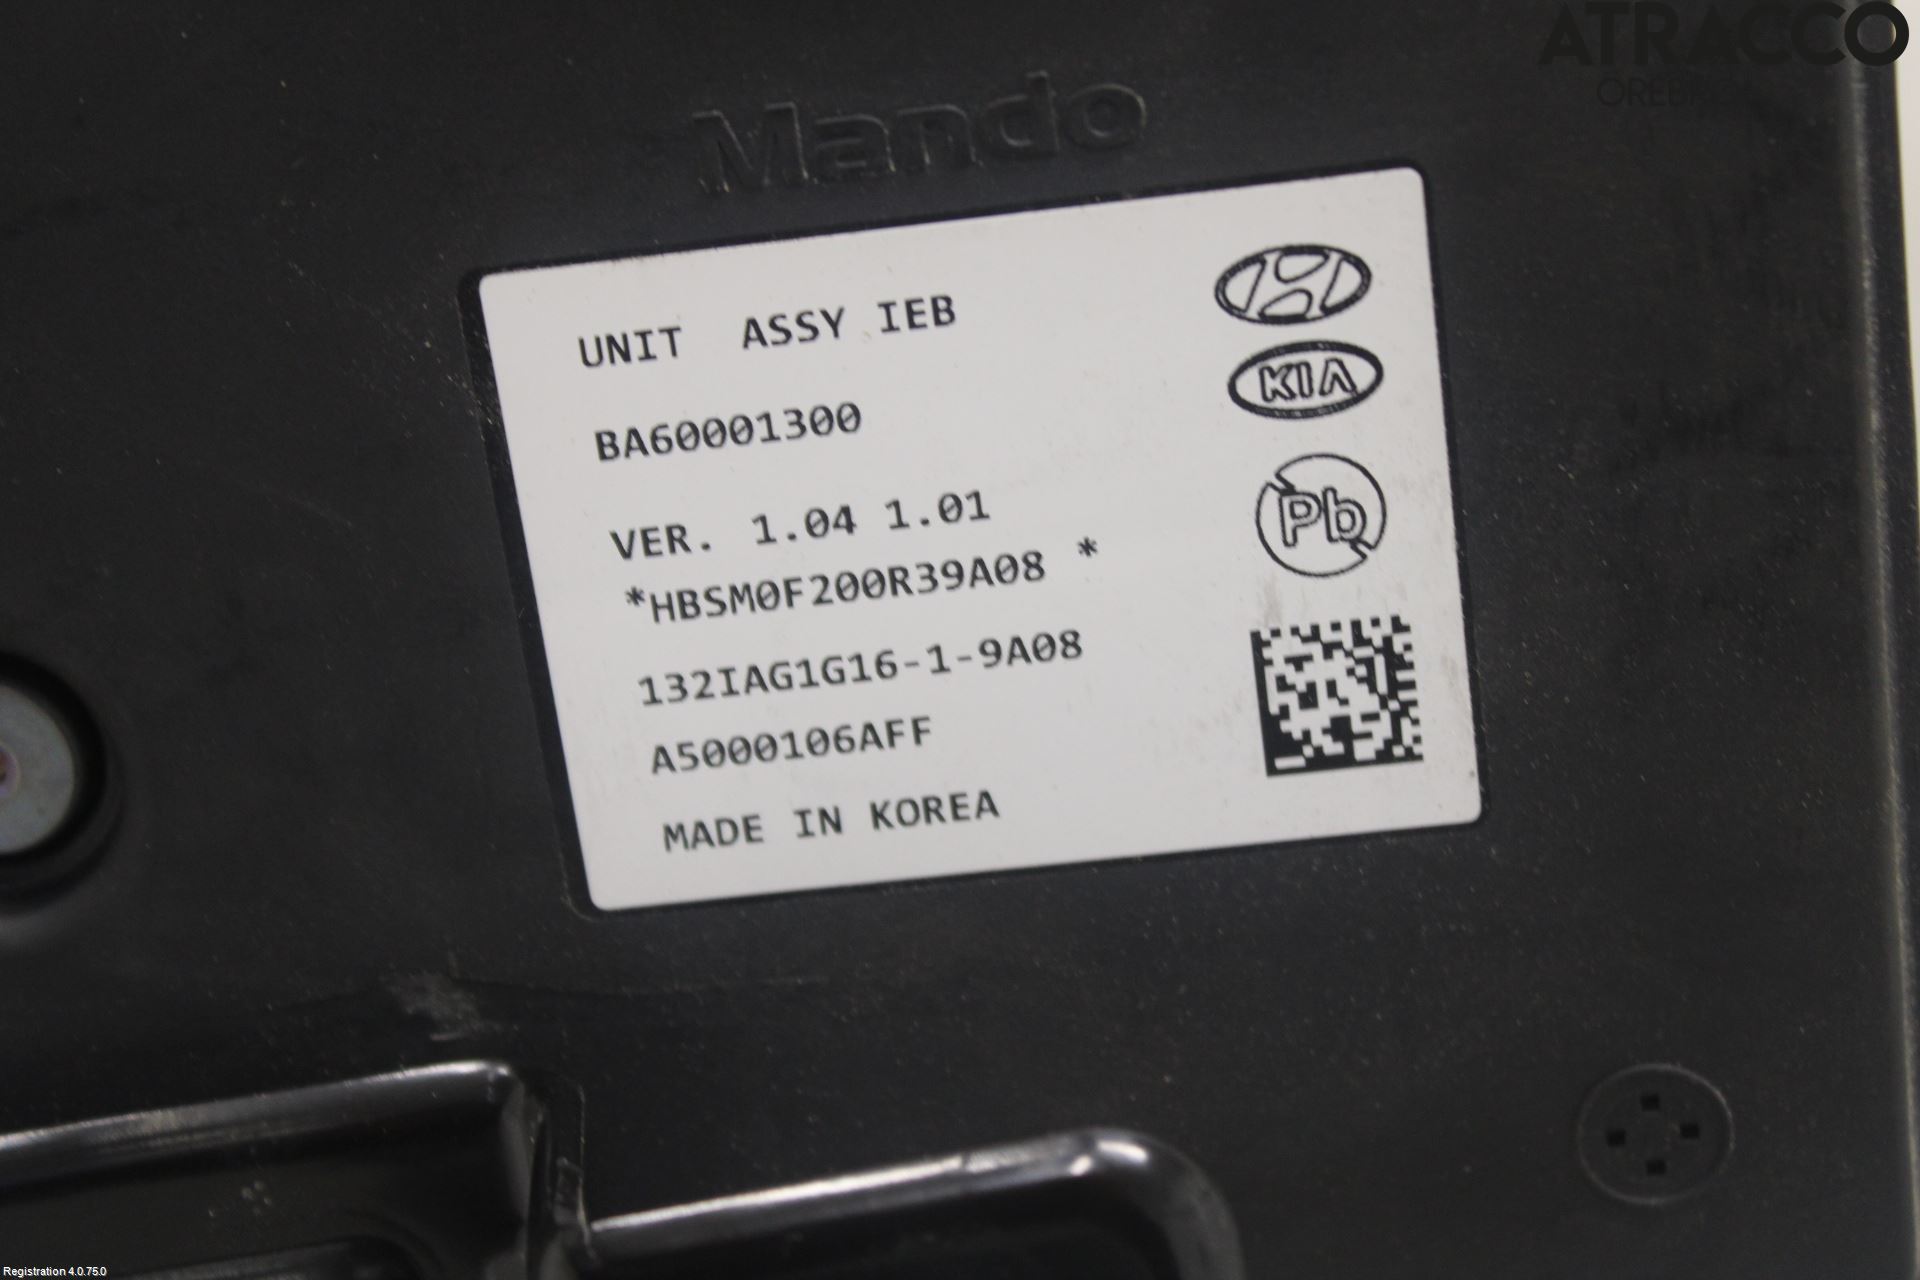 ATRACCO
Mando
UNIT ASSY IEB
KIA
BA60001300
VER. 1.04 1.01
Pb
*HBSM0F200R39A08 *
132IAG1G16-1-9A08
A5000106AFF
MADE IN KOREA
Registration 4.0.75.0